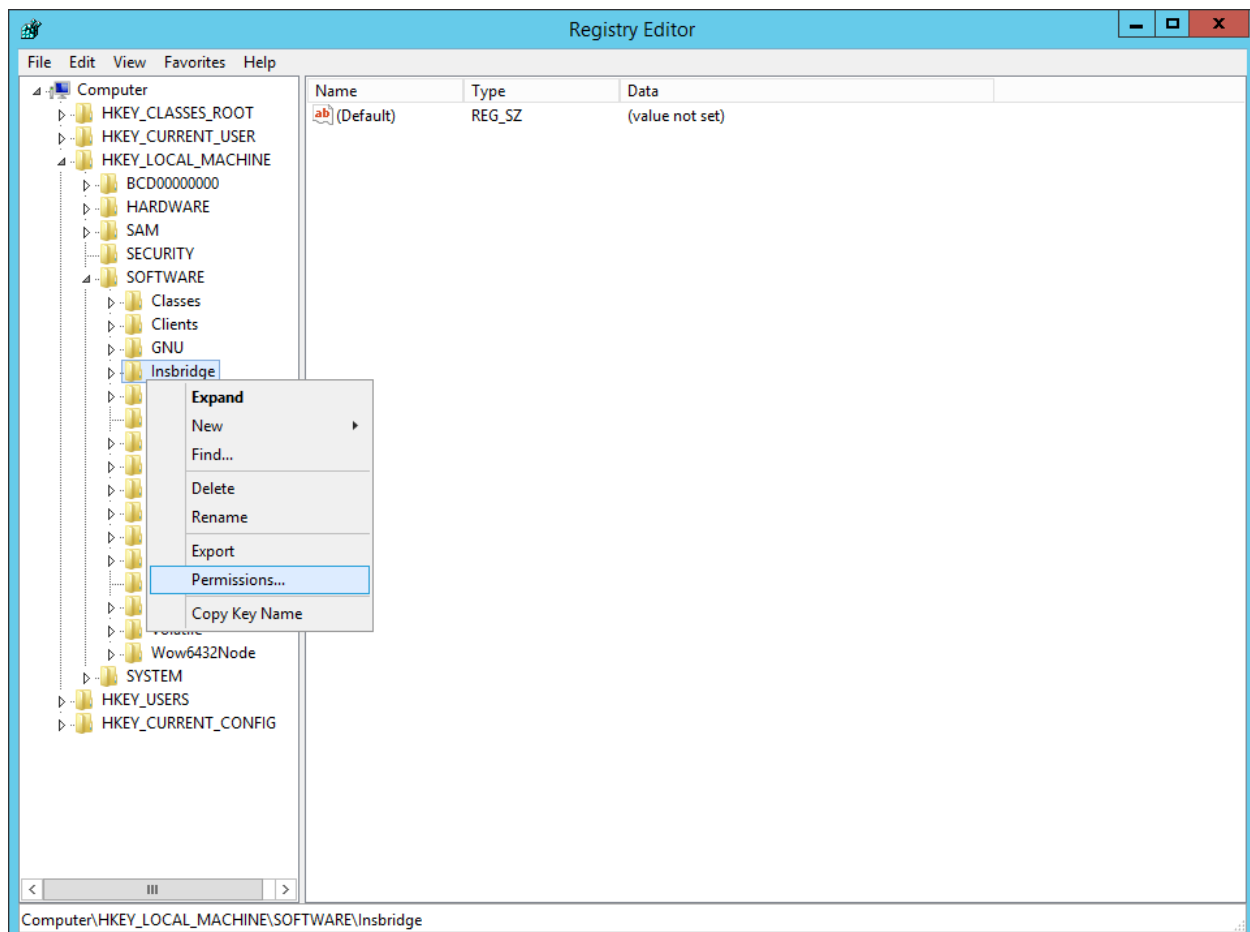 Registry Editor
File Edit View Favorites Help
Computer
HKEY_CLASSES_ROOT
HKEY_CURRENT_USER
HKEY_LOCAL_MACHINE
BCD00000000
HARDWARE
SAM
SECURITY
SOFTWARE
Classes
Clients
GNU
Insbridge
Expand
New
Find...
Delete
Rename
Export
Permissions...
Copy Key Name
Volatile
Wow6432Node
SYSTEM
HKEY_USERS
HKEY_CURRENT_CONFIG
Name Type Data
ab (Default) REG_SZ (value not set)
Computer\HKEY_LOCAL_MACHINE\SOFTWARE\Insbridge